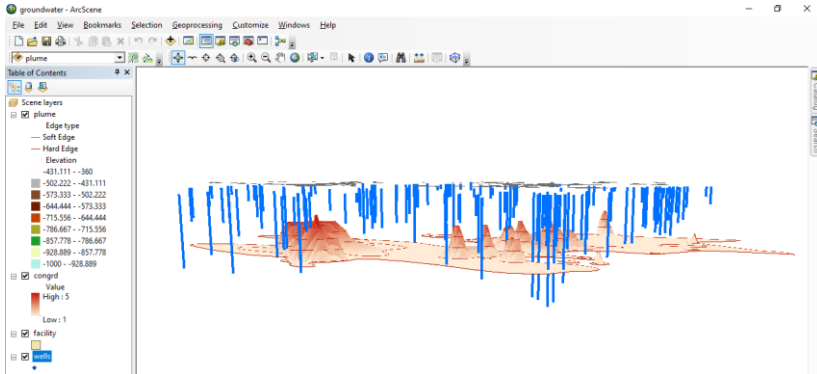 groundwater - ArcScene
File Edit View Bookmarks Selection Geoprocessing Customize Windows Help
plume
Table of Contents
Scene layers
plume
Edge type
Soft Edge
Hard Edge
Elevation
-431,111 - -360
-502.222 - -431.111
-573.333 - -502.222
-644.444 - -573.333
-715.556 - -644.444
-786.667 - -715.556
-857.778 - -786.667
-928.889 - -857.778
-1000 - -928.889
congrd
Value
High : 5
Low : 1
facility
wells